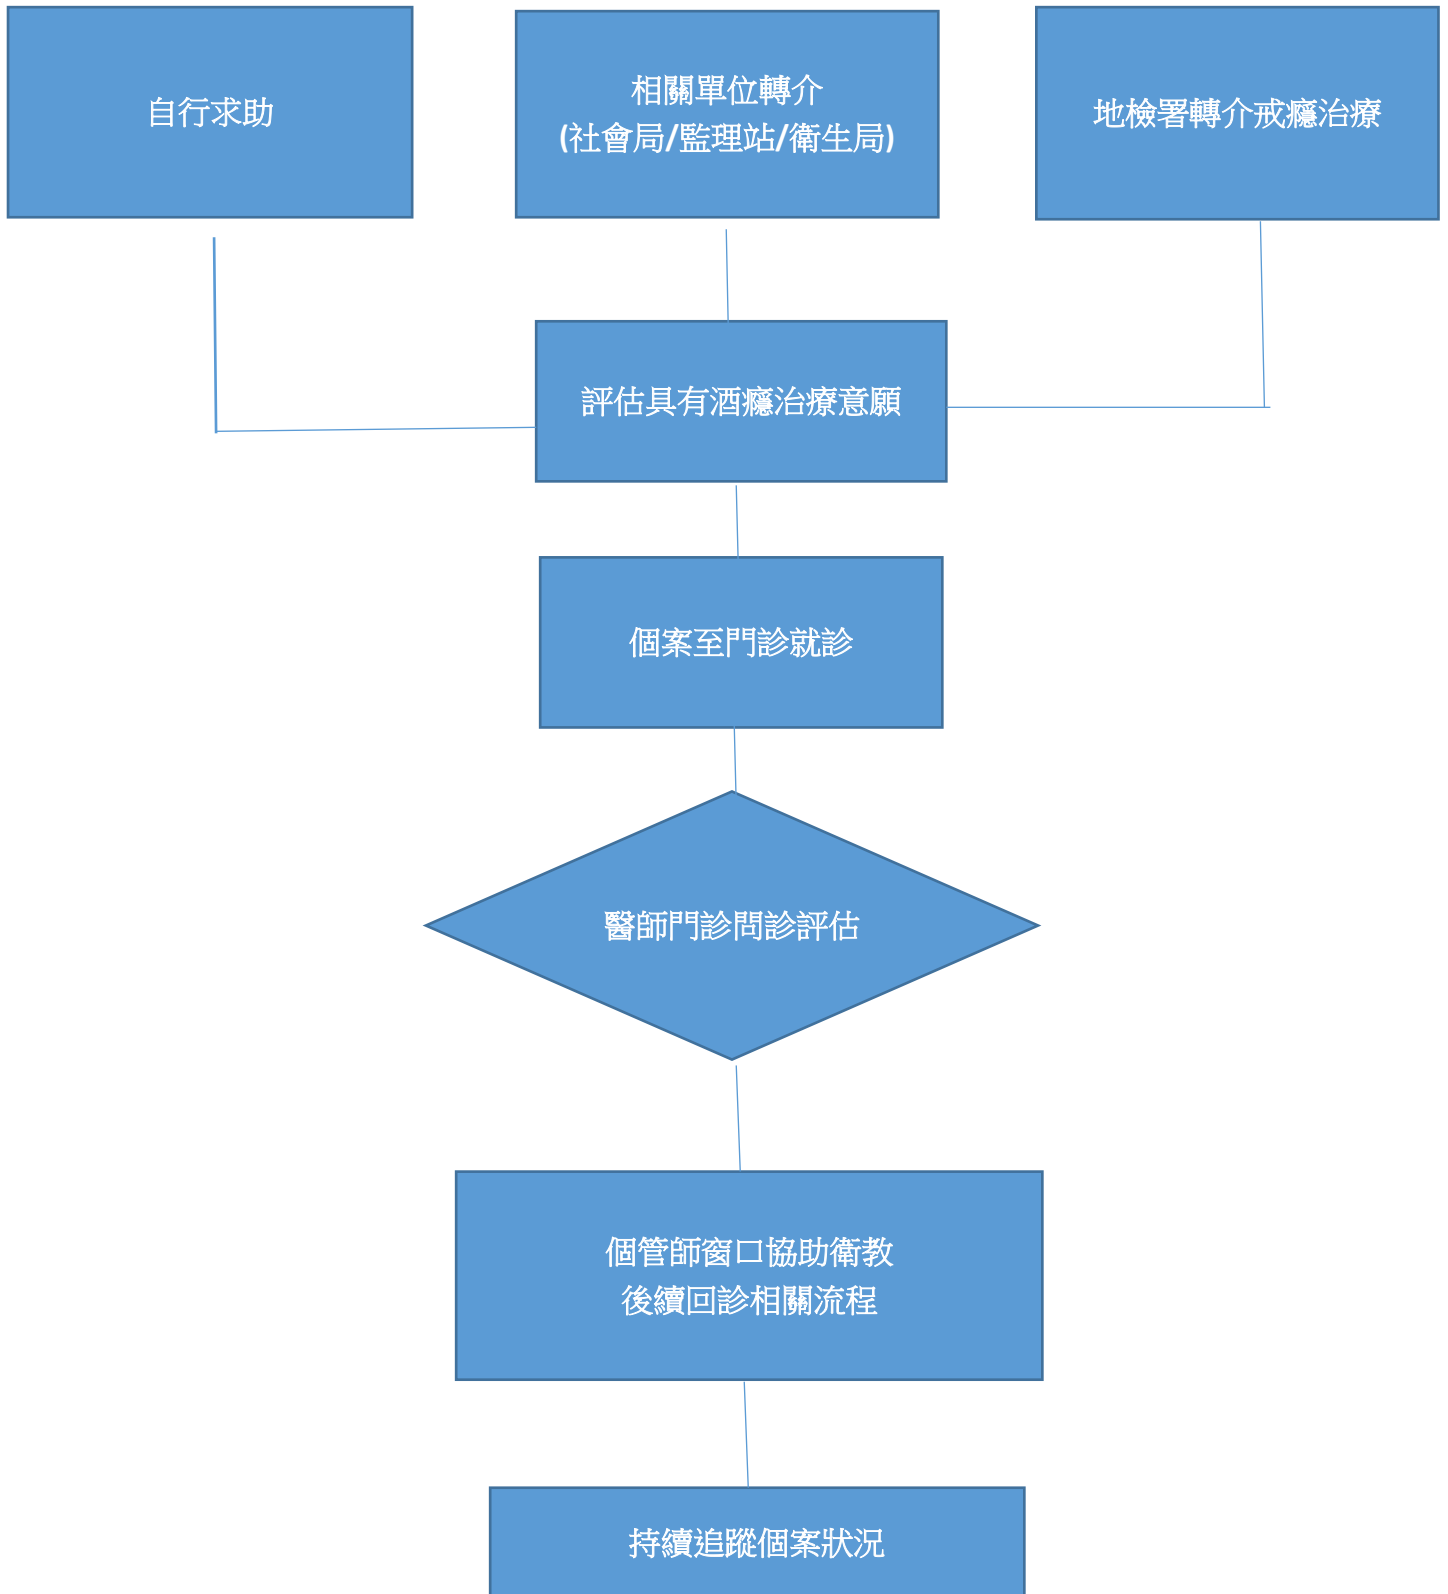 自行求助
相關單位轉介
(社會局/監理站/衛生局)
地檢署轉介戒癮治療
評估具有酒癮治療意願
個案至門診就診
醫師門診問診評估
個管師窗口協助衛教
後續回診相關流程
持續追蹤個案狀況